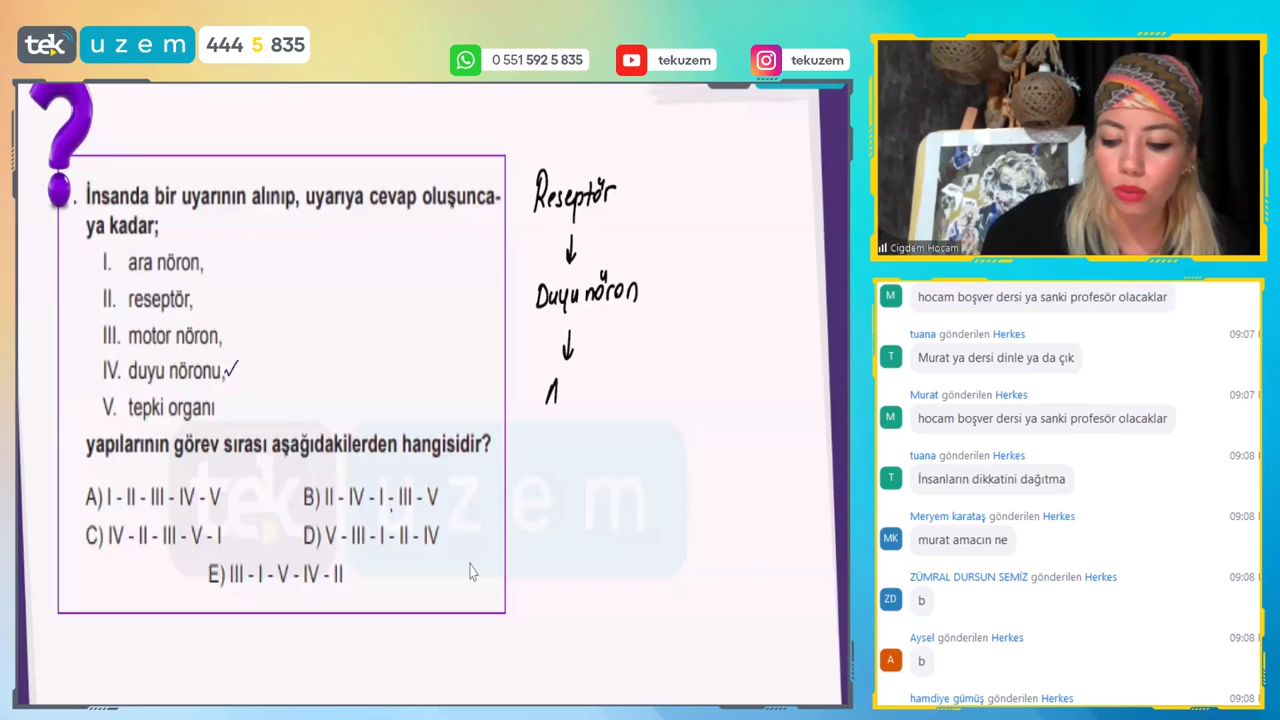 tek uzem 444 5 835
0 551 592 5 835
tekuzem
tekuzem
?
. İnsanda bir uyarının alınıp, uyarıya cevap oluşunca-
ya kadar;
I. ara nöron,
II. reseptör,
III. motor nöron,
IV. duyu nöronu,✓
V. tepki organı
yapılarının görev sırası aşağıdakilerden hangisidir?
A) I - II - III - IV - V
B) II - IV - I - III - V
C) IV - II - III - V - I
D) V - III - I - II - IV
E) III - I - V - IV - II
Reseptör
↓
Duyu nöron
↓
tek uzem
Cigdem Hocam
M hocam boşver dersi ya sanki profesör olacaklar
tuana gönderilen Herkes 09:07
T Murat ya dersi dinle ya da çık
Murat gönderilen Herkes 09:07
M hocam boşver dersi ya sanki profesör olacaklar
tuana gönderilen Herkes 09:08
T İnsanların dikkatini dağıtma
Meryem karataş gönderilen Herkes 09:08
MK murat amacın ne
ZÜMRAL DURSUN SEMİZ gönderilen Herkes 09:08
ZD b
Aysel gönderilen Herkes 09:08
A b
hamdiye gümüş gönderilen Herkes 09:08